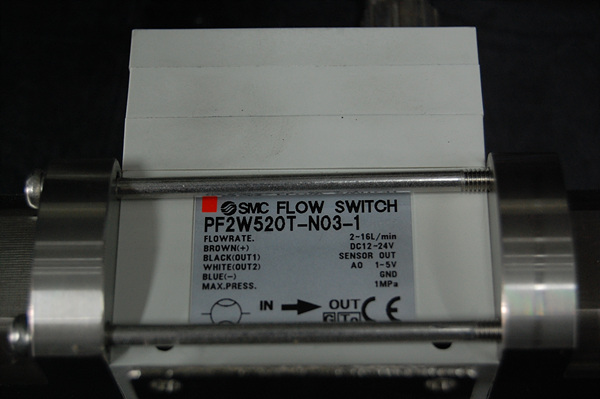 SMC FLOW SWITCH
PF2W520T-N03-1
FLOWRATE. 2~16L/min
BROWN(+) DC12~24V
BLACK(OUT1) SENSOR OUT
WHITE(OUT2) AO 1~5V
BLUE(-) GND
MAX.PRESS. 1MPa
IN OUT CE